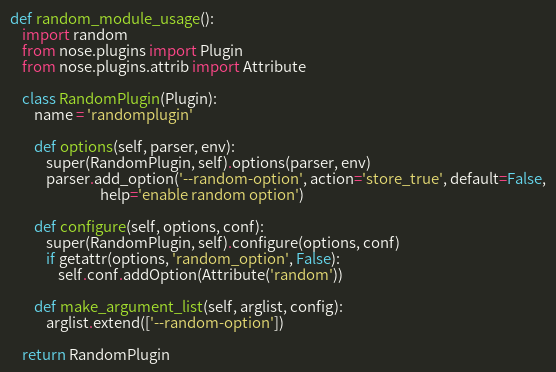 def random_module_usage():
    import random
    from nose.plugins import Plugin
    from nose.plugins.attrib import Attribute

    class RandomPlugin(Plugin):
        name = 'randomplugin'

        def options(self, parser, env):
            super(RandomPlugin, self).options(parser, env)
            parser.add_option('--random-option', action='store_true', default=False,
                              help='enable random option')

        def configure(self, options, conf):
            super(RandomPlugin, self).configure(options, conf)
            if getattr(options, 'random_option', False):
                self.conf.addOption(Attribute('random'))

        def make_argument_list(self, arglist, config):
            arglist.extend(['--random-option'])

    return RandomPlugin